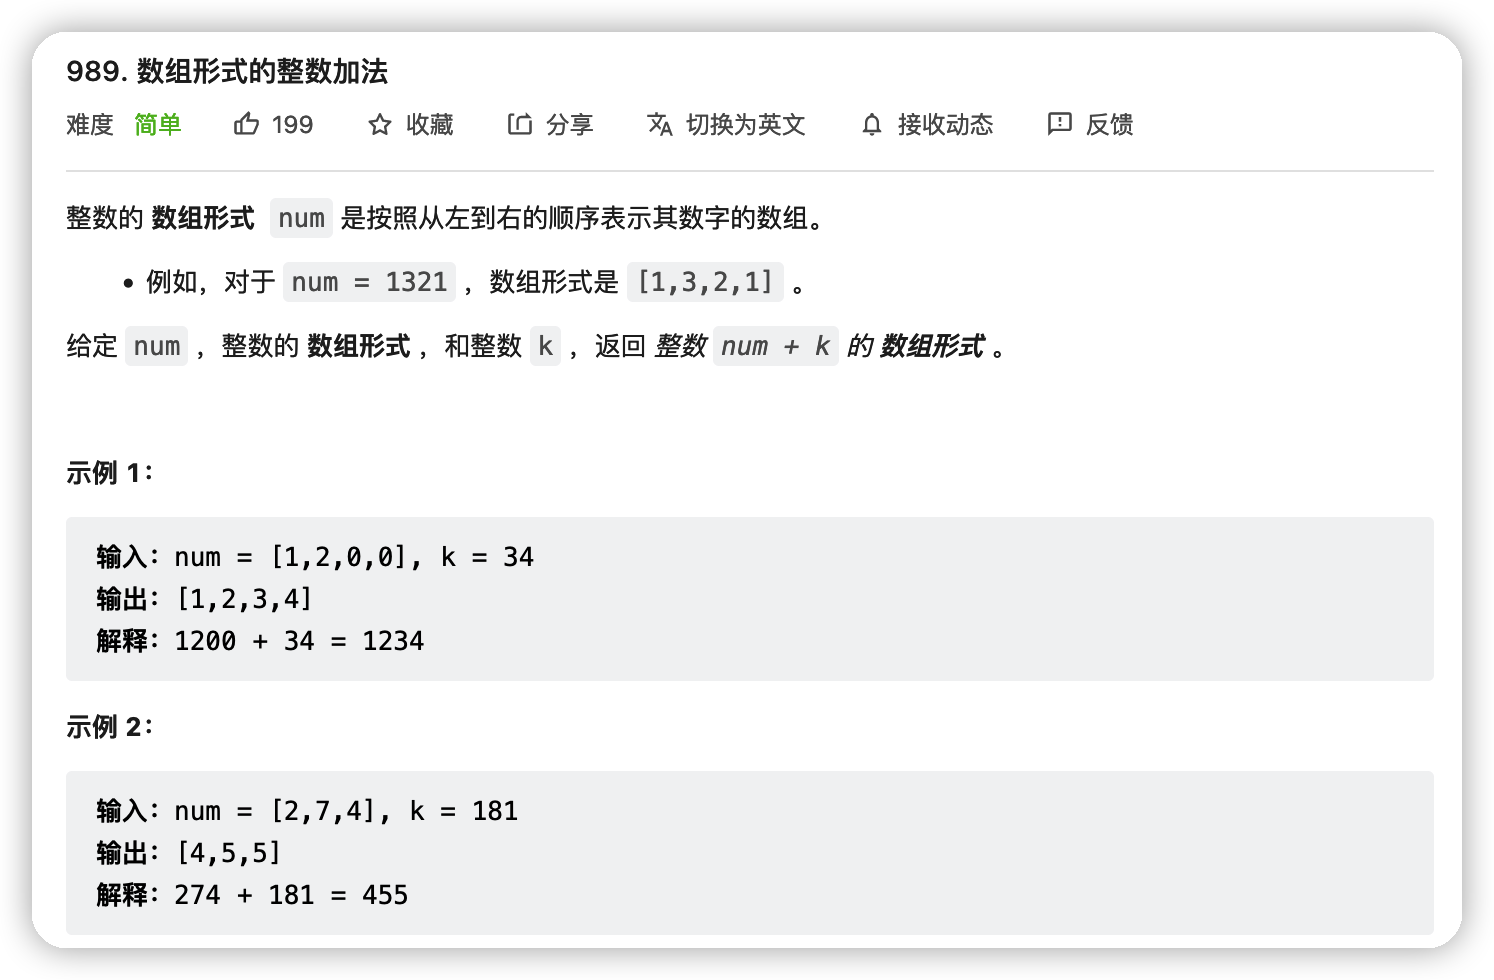 989. 数组形式的整数加法
难度 简单 199 收藏 分享 切换为英文 接收动态 反馈
整数的 数组形式 num 是按照从左到右的顺序表示其数字的数组。
• 例如，对于 num = 1321 ，数组形式是 [1,3,2,1] 。
给定 num ，整数的 数组形式 ，和整数 k ，返回 整数 num + k 的 数组形式 。
示例 1：
输入：num = [1,2,0,0], k = 34
输出：[1,2,3,4]
解释：1200 + 34 = 1234
示例 2：
输入：num = [2,7,4], k = 181
输出：[4,5,5]
解释：274 + 181 = 455